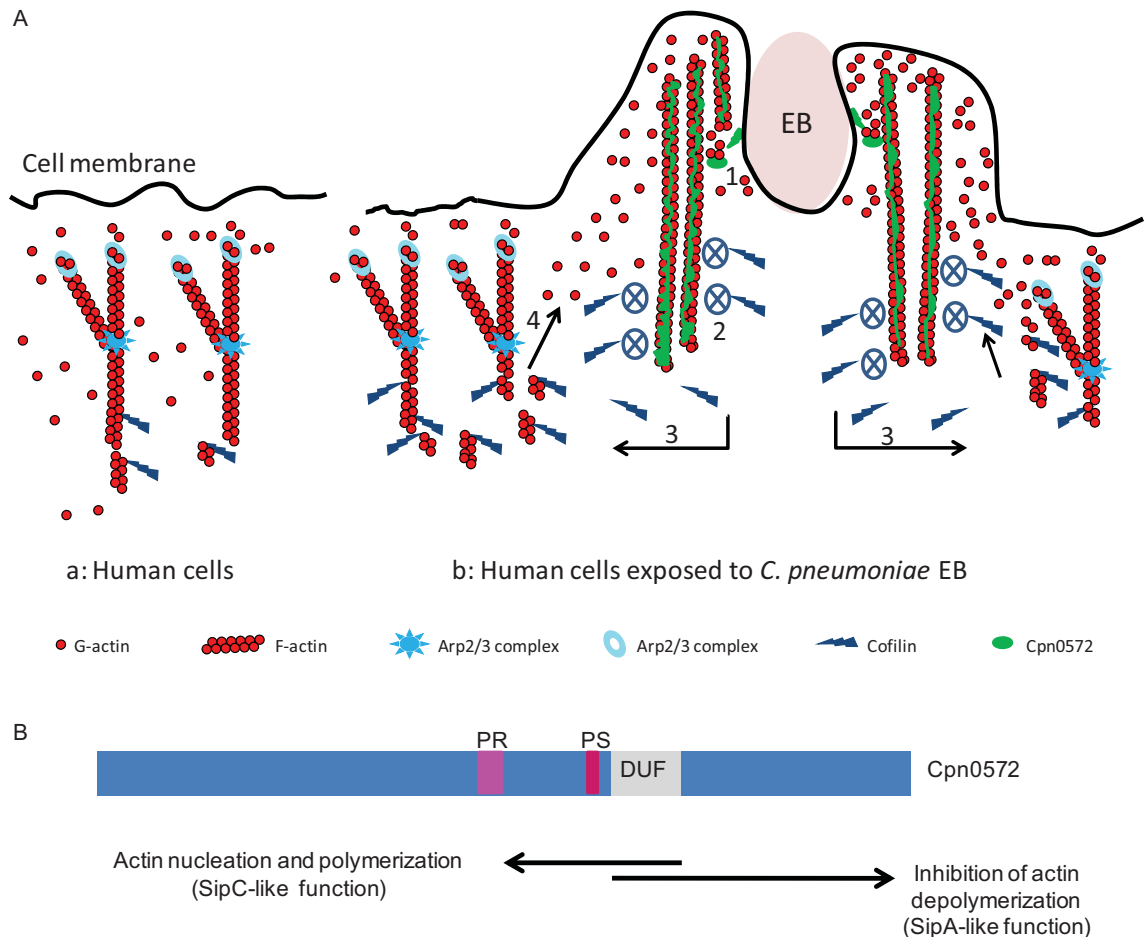 A
Cell membrane
EB
1
2
3
3
4
a: Human cells
b: Human cells exposed to C. pneumoniae EB
G-actin
F-actin
Arp2/3 complex
Arp2/3 complex
Cofilin
Cpn0572
B
PR
PS
DUF
Cpn0572
Actin nucleation and polymerization
(SipC-like function)
Inhibition of actin
depolymerization
(SipA-like function)